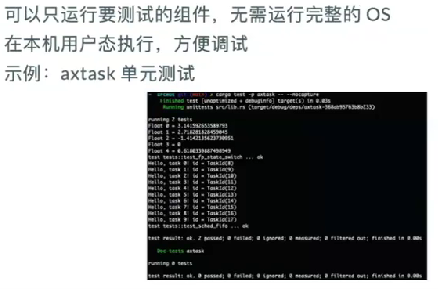 可以只运行要测试的组件，无需运行完整的 OS
在本机用户态执行，方便调试
示例：axtask 单元测试
arceos git:(main) cargo test -p axtask -- --nocapture
Finished test [unoptimized + debuginfo] target(s) in 0.03s
Running unittests src/lib.rs
running 2 tests
Float 0 = 3.141592653589793
Float 1 = 2.718281828459045
Float 2 = -1.4142135623730951
Float 3 = 0
Float 4 = 0.618033988749895
test tests::test_fp_state_switch ... ok
Hello, task 0! id = TaskId(8)
Hello, task 1! id = TaskId(9)
Hello, task 2! id = TaskId(10)
Hello, task 3! id = TaskId(11)
Hello, task 4! id = TaskId(12)
Hello, task 5! id = TaskId(13)
Hello, task 6! id = TaskId(14)
Hello, task 7! id = TaskId(15)
Hello, task 8! id = TaskId(16)
Hello, task 9! id = TaskId(17)
test tests::test_sched_fifo ... ok
test result: ok. 2 passed; 0 failed; 0 ignored; 0 measured; 0 filtered out; finished in 0.00s
Doc-tests axtask
running 0 tests
test result: ok. 0 passed; 0 failed; 0 ignored; 0 measured; 0 filtered out; finished in 0.00s